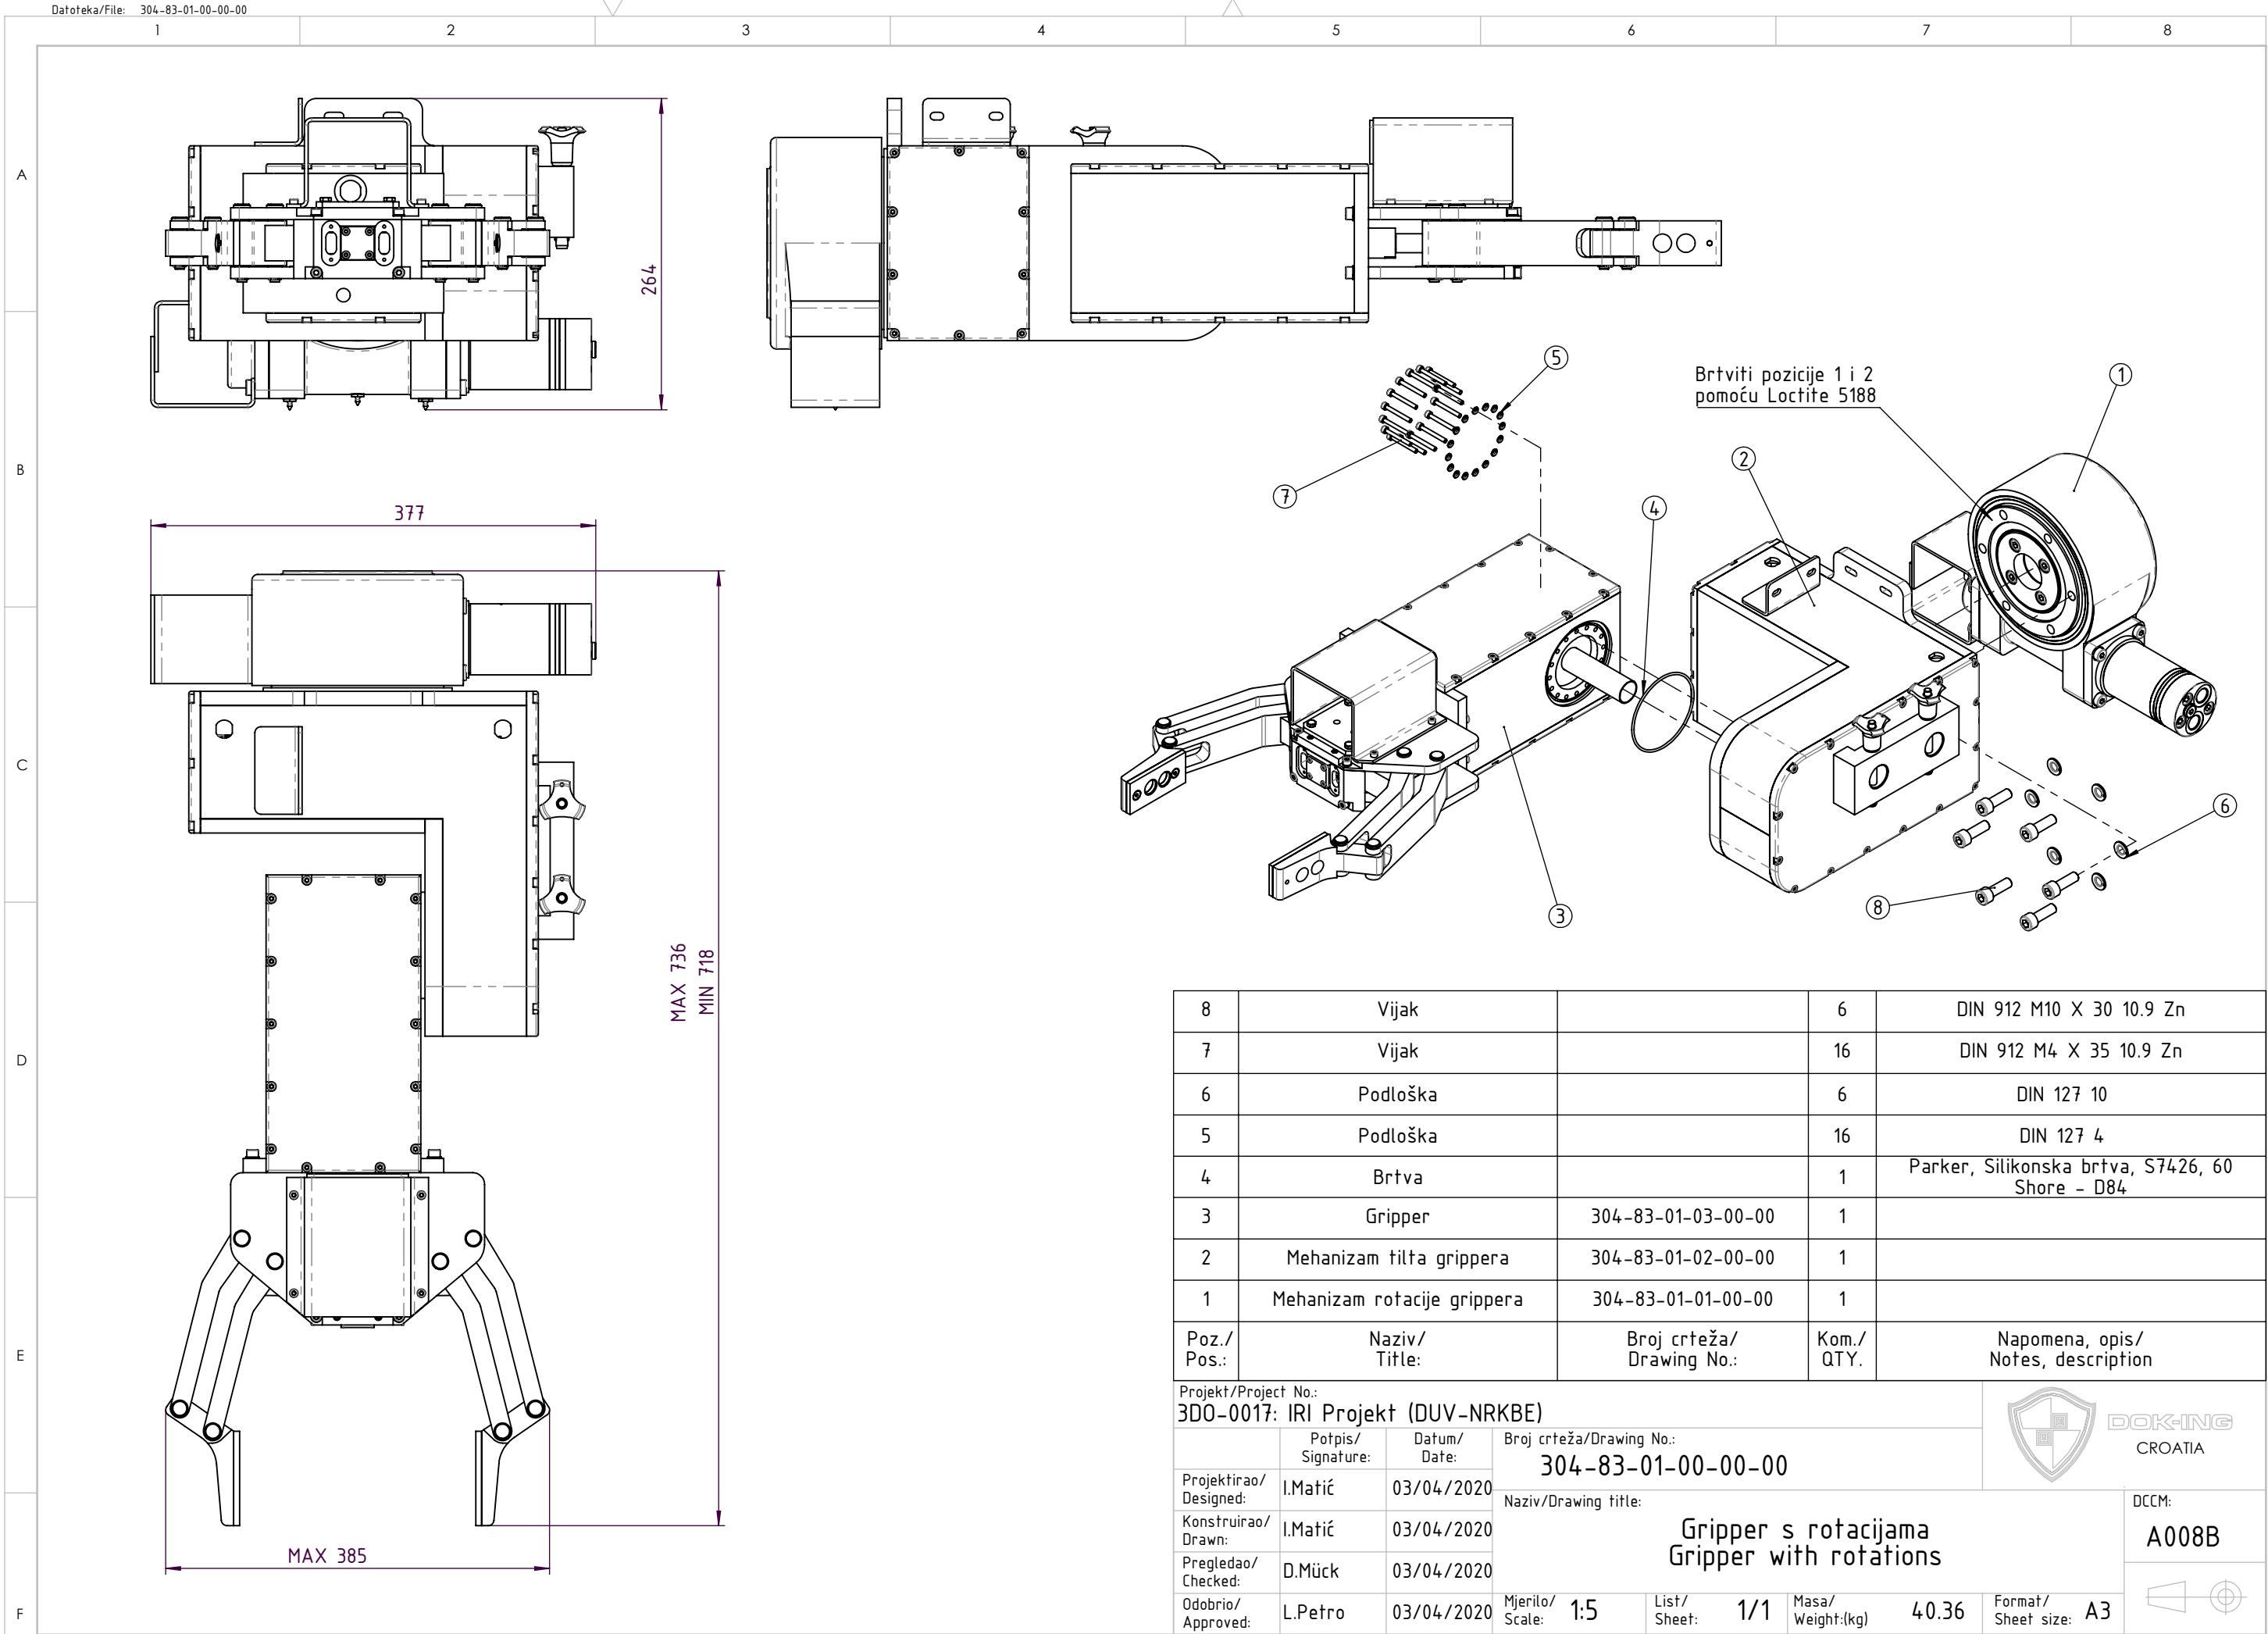 Datoteka/File: 304-83-01-00-00-00
1 2 3 4 5 6 7 8
A
B
C
D
E
F
264
377
MAX 736
MIN 718
MAX 385
Brtviti pozicije 1 i 2
pomoću Loctite 5188
1
2
3
4
5
6
7
8
8 Vijak 6 DIN 912 M10 X 30 10.9 Zn
7 Vijak 16 DIN 912 M4 X 35 10.9 Zn
6 Podloška 6 DIN 127 10
5 Podloška 16 DIN 127 4
4 Brtva 1 Parker, Silikonska brtva, S7426, 60
Shore - D84
3 Gripper 304-83-01-03-00-00 1
2 Mehanizam tilta grippera 304-83-01-02-00-00 1
1 Mehanizam rotacije grippera 304-83-01-01-00-00 1
Poz./ Naziv/ Broj crteža/ Kom./ Napomena, opis/
Pos.: Title: Drawing No.: QTY. Notes, description
Projekt/Project No.:
3DO-0017: IRI Projekt (DUV-NRKBE)
DOK-ING
CROATIA
Potpis/ Datum/
Signature: Date:
Broj crteža/Drawing No.:
304-83-01-00-00-00
Projektirao/
Designed: I.Matić 03/04/2020
Konstruirao/
Drawn: I.Matić 03/04/2020
Pregledao/
Checked: D.Mück 03/04/2020
Odobrio/
Approved: L.Petro 03/04/2020
Naziv/Drawing title:
Gripper s rotacijama
Gripper with rotations
DCCM:
A008B
Mjerilo/
Scale: 1:5
List/
Sheet: 1/1
Masa/
Weight:(kg) 40.36
Format/
Sheet size: A3